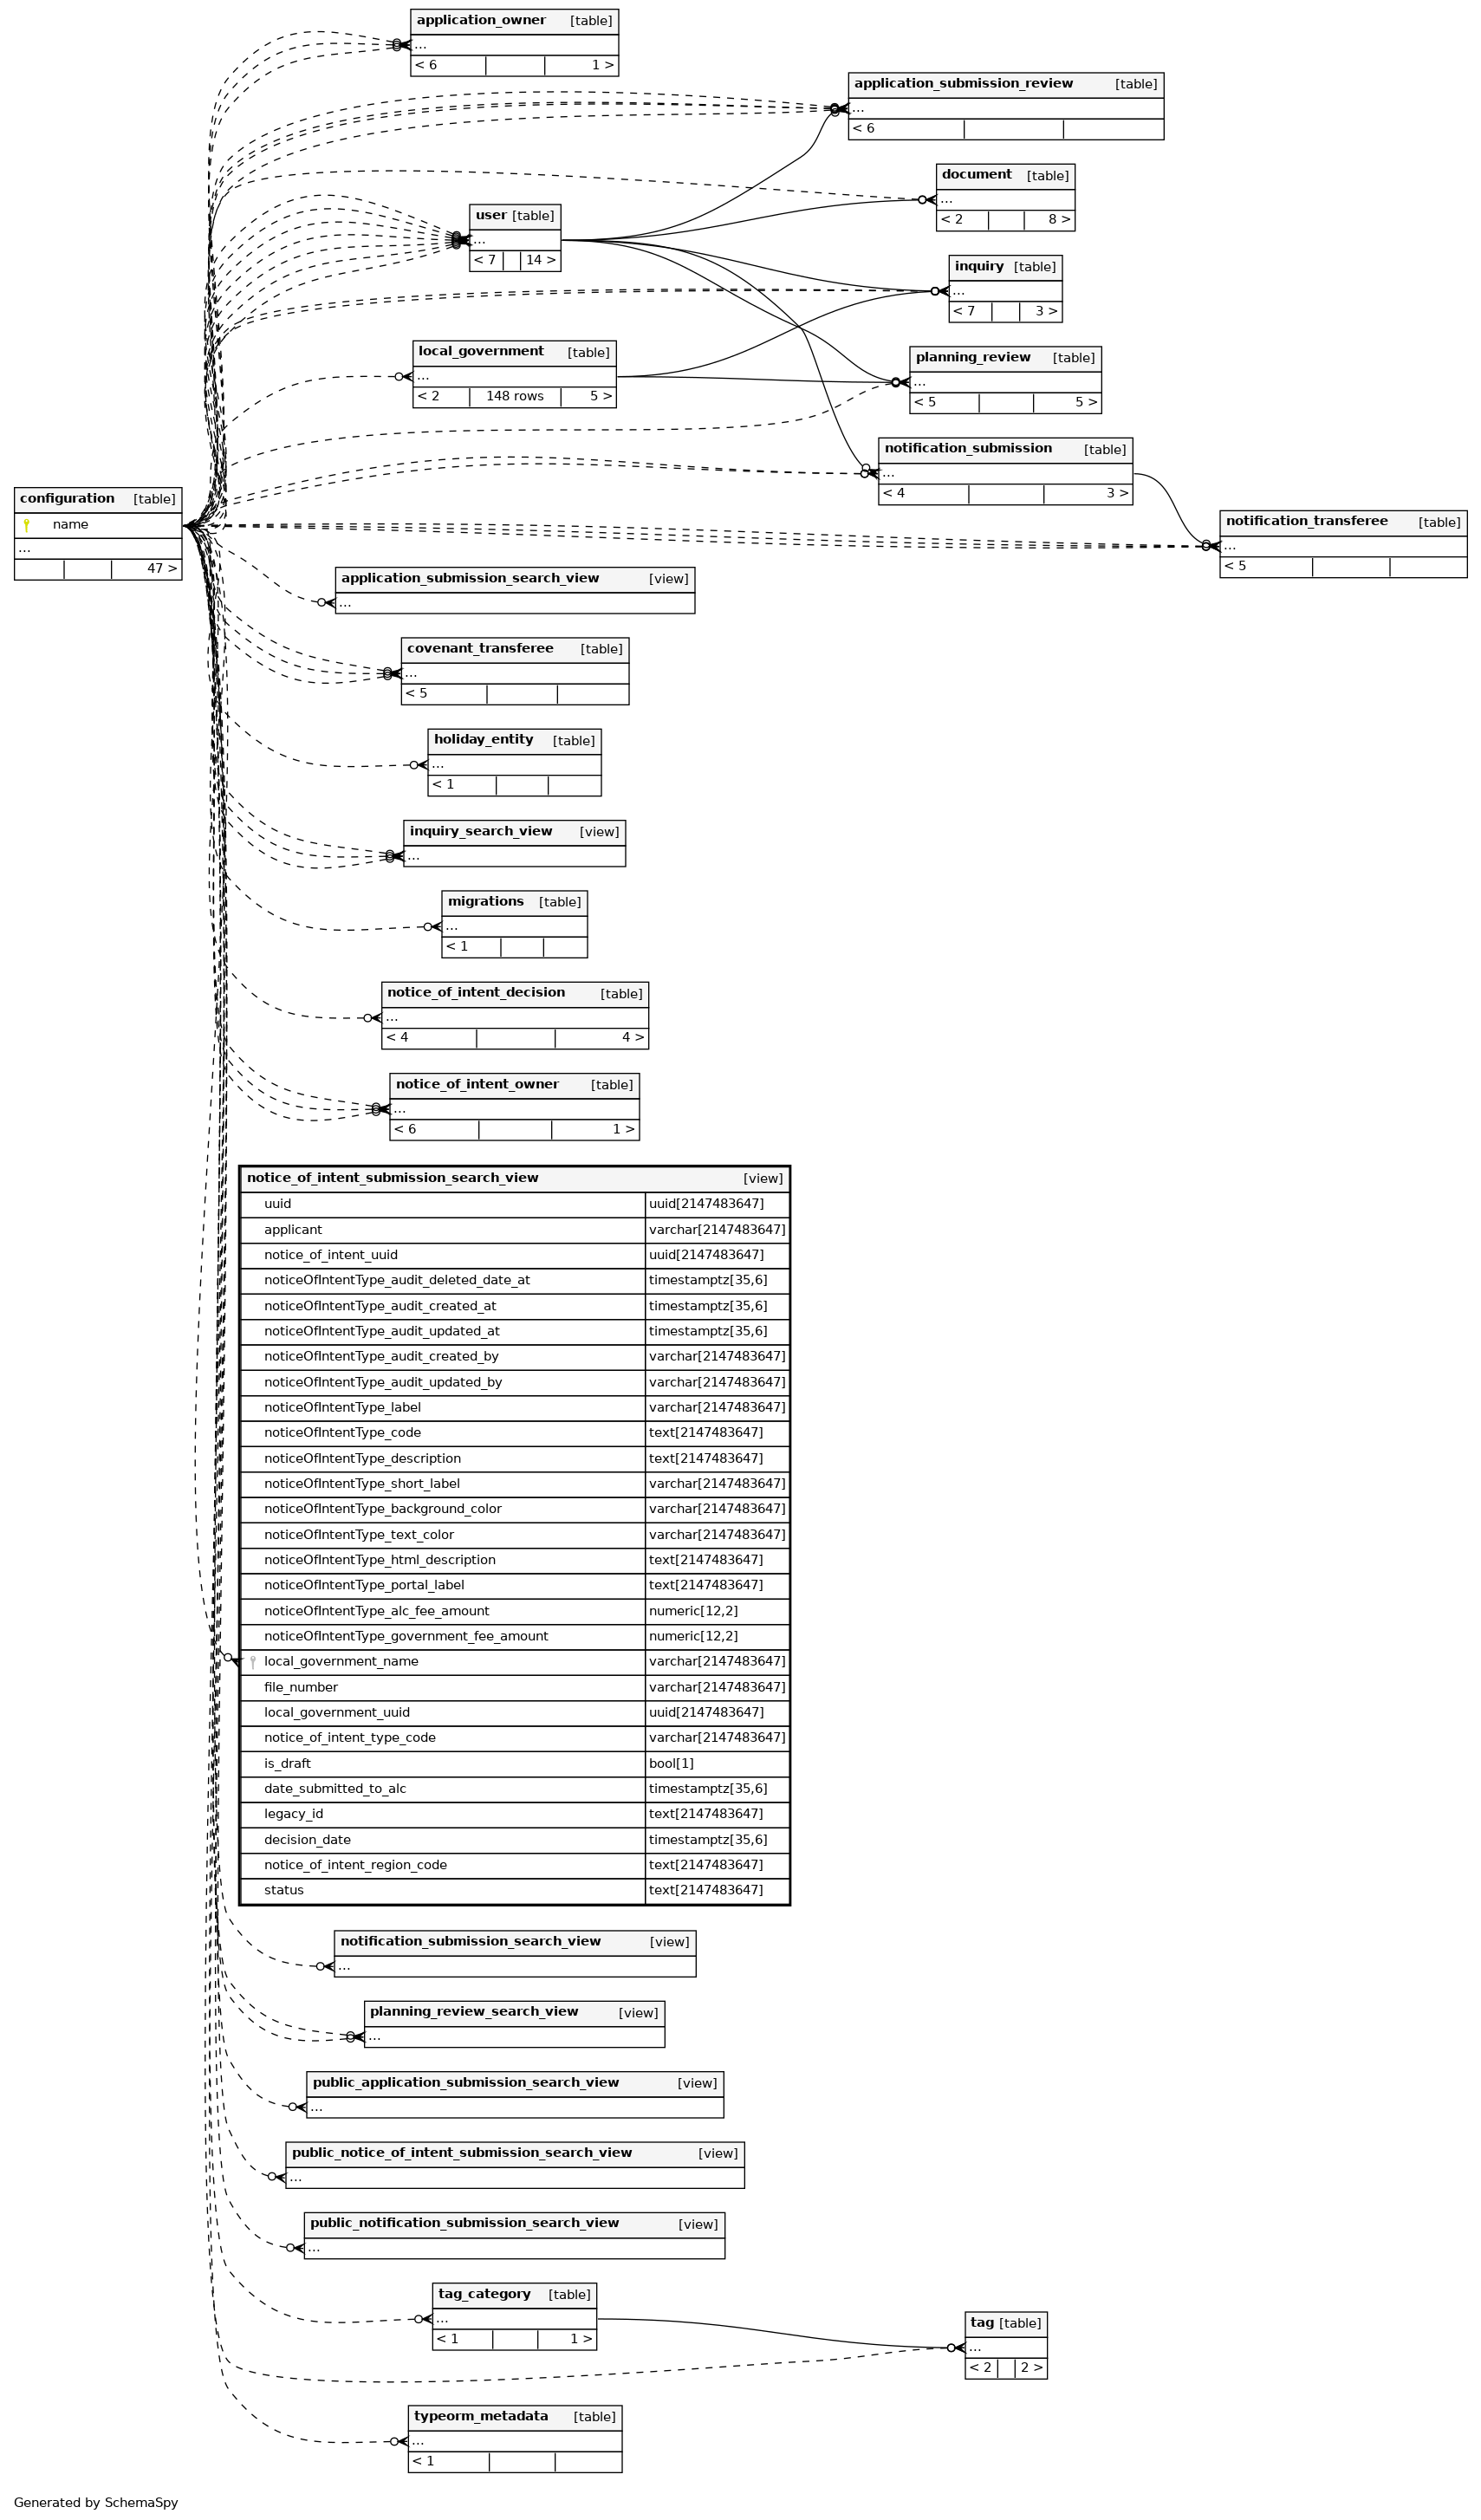 application_owner [table]
...
< 6 1 >
application_submission_review [table]
...
< 6
document [table]
...
< 2 8 >
user [table]
...
< 7 14 >
inquiry [table]
...
< 7 3 >
local_government [table]
...
< 2 148 rows 5 >
planning_review [table]
...
< 5 5 >
notification_submission [table]
...
< 4 3 >
configuration [table]
name
...
47 >
notification_transferee [table]
...
< 5
application_submission_search_view [view]
...
covenant_transferee [table]
...
< 5
holiday_entity [table]
...
< 1
inquiry_search_view [view]
...
migrations [table]
...
< 1
notice_of_intent_decision [table]
...
< 4 4 >
notice_of_intent_owner [table]
...
< 6 1 >
notice_of_intent_submission_search_view [view]
uuid uuid[2147483647]
applicant varchar[2147483647]
notice_of_intent_uuid uuid[2147483647]
noticeOfIntentType_audit_deleted_date_at timestamptz[35,6]
noticeOfIntentType_audit_created_at timestamptz[35,6]
noticeOfIntentType_audit_updated_at timestamptz[35,6]
noticeOfIntentType_audit_created_by varchar[2147483647]
noticeOfIntentType_audit_updated_by varchar[2147483647]
noticeOfIntentType_label varchar[2147483647]
noticeOfIntentType_code text[2147483647]
noticeOfIntentType_description text[2147483647]
noticeOfIntentType_short_label varchar[2147483647]
noticeOfIntentType_background_color varchar[2147483647]
noticeOfIntentType_text_color varchar[2147483647]
noticeOfIntentType_html_description text[2147483647]
noticeOfIntentType_portal_label text[2147483647]
noticeOfIntentType_alc_fee_amount numeric[12,2]
noticeOfIntentType_government_fee_amount numeric[12,2]
local_government_name varchar[2147483647]
file_number varchar[2147483647]
local_government_uuid uuid[2147483647]
notice_of_intent_type_code varchar[2147483647]
is_draft bool[1]
date_submitted_to_alc timestamptz[35,6]
legacy_id text[2147483647]
decision_date timestamptz[35,6]
notice_of_intent_region_code text[2147483647]
status text[2147483647]
notification_submission_search_view [view]
...
planning_review_search_view [view]
...
public_application_submission_search_view [view]
...
public_notice_of_intent_submission_search_view [view]
...
public_notification_submission_search_view [view]
...
tag_category [table]
...
< 1 1 >
tag [table]
...
< 2 2 >
typeorm_metadata [table]
...
< 1
Generated by SchemaSpy